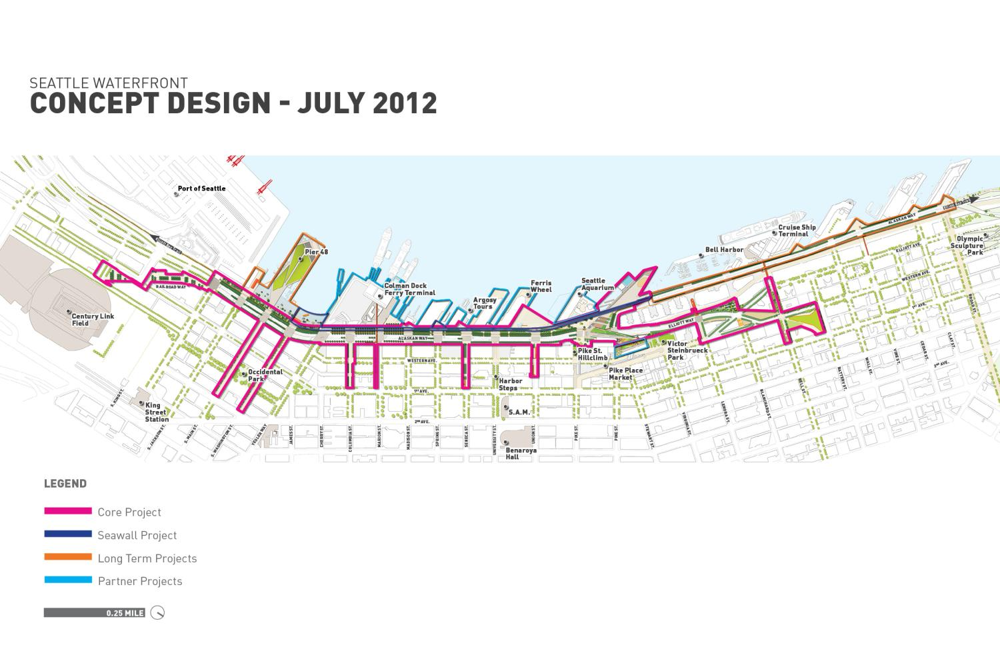 SEATTLE WATERFRONT
CONCEPT DESIGN - JULY 2012
Port of Seattle
Elliott Bay Trail
RAILROAD WAY
Century Link
Field
Pier 48
Colman Dock
Ferry Terminal
Argosy
Tours
Ferris
Wheel
Seattle
Aquarium
Bell Harbor
Cruise Ship
Terminal
ALASKAN WAY
Elliott Bay Trail
Olympic
Sculpture
Park
ELLIOTT AVE.
WESTERN AVE.
1ST AVE.
2ND AVE.
BROAD ST.
CLAY ST.
CEDAR ST.
VINE ST.
WALL ST.
BATTERY ST.
BELL ST.
BLANCHARD ST.
LENORA ST.
VIRGINIA ST.
STEWART ST.
ELLIOTT WAY
Victor
Steinbrueck
Park
Pike St.
Hillclimb
Pike Place
Market
ALASKAN WAY
WESTERN AVE.
1ST AVE.
2ND AVE.
Harbor
Steps
S.A.M.
Benaroya
Hall
Occidental
Park
King
Street
Station
S. KING ST.
S. JACKSON ST.
S. MAIN ST.
S. WASHINGTON ST.
YESLER WAY
JAMES ST.
CHERRY ST.
COLUMBIA ST.
MARION ST.
MADISON ST.
SPRING ST.
SENECA ST.
UNIVERSITY ST.
UNION ST.
PIKE ST.
PINE ST.
LEGEND
Core Project
Seawall Project
Long Term Projects
Partner Projects
0.25 MILE